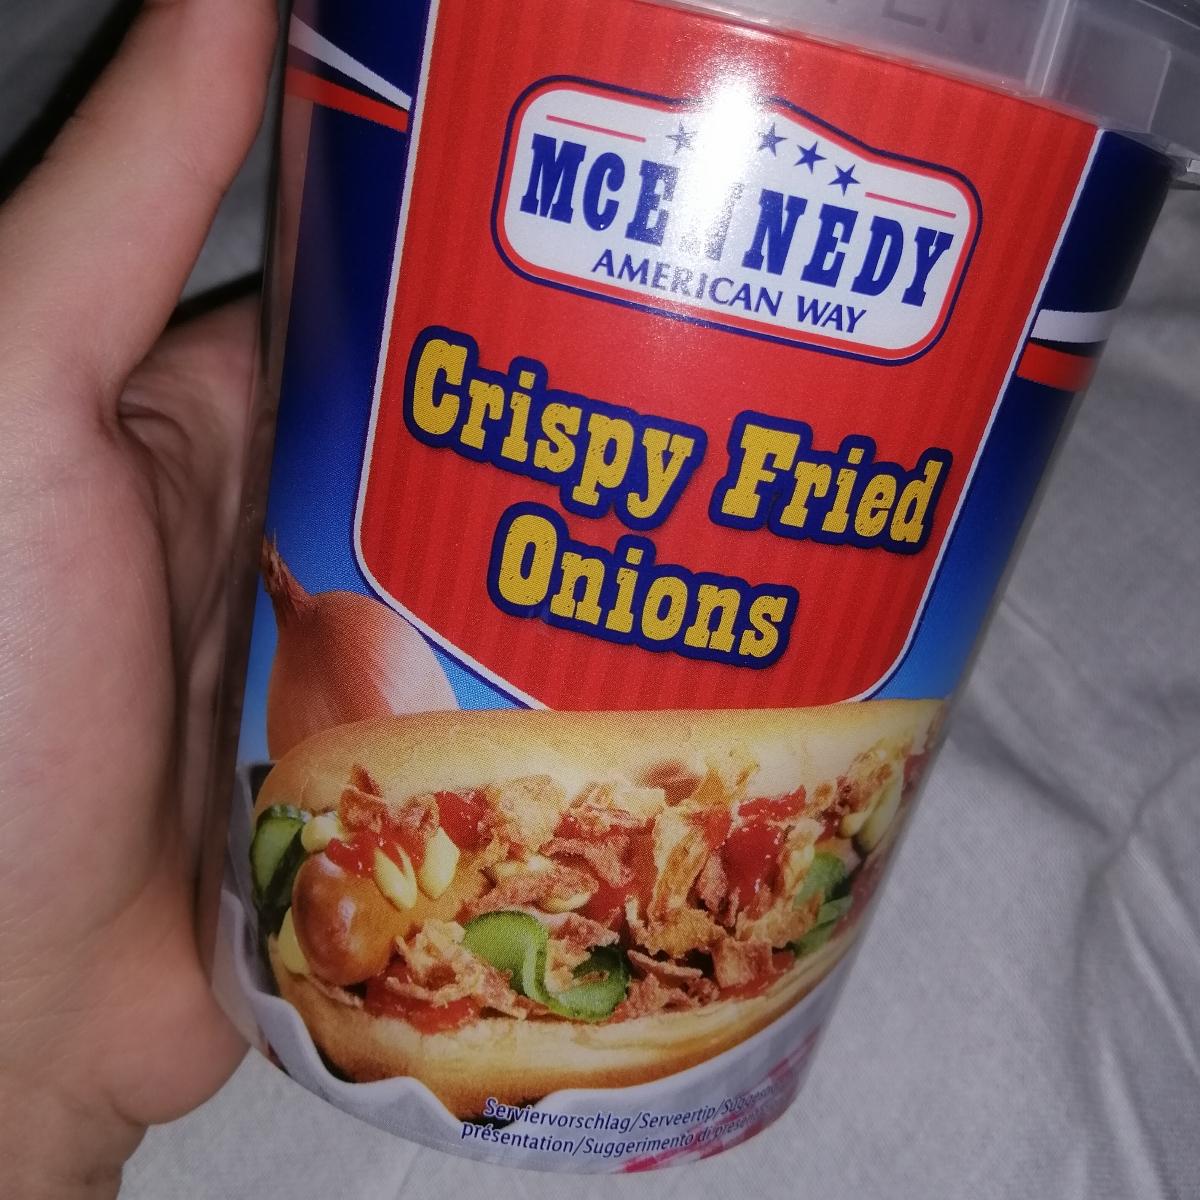 MCENNEDY
AMERICAN WAY
Crispy Fried
Onions
Serviervorschlag/Serveertip/
présentation/Suggerimento di